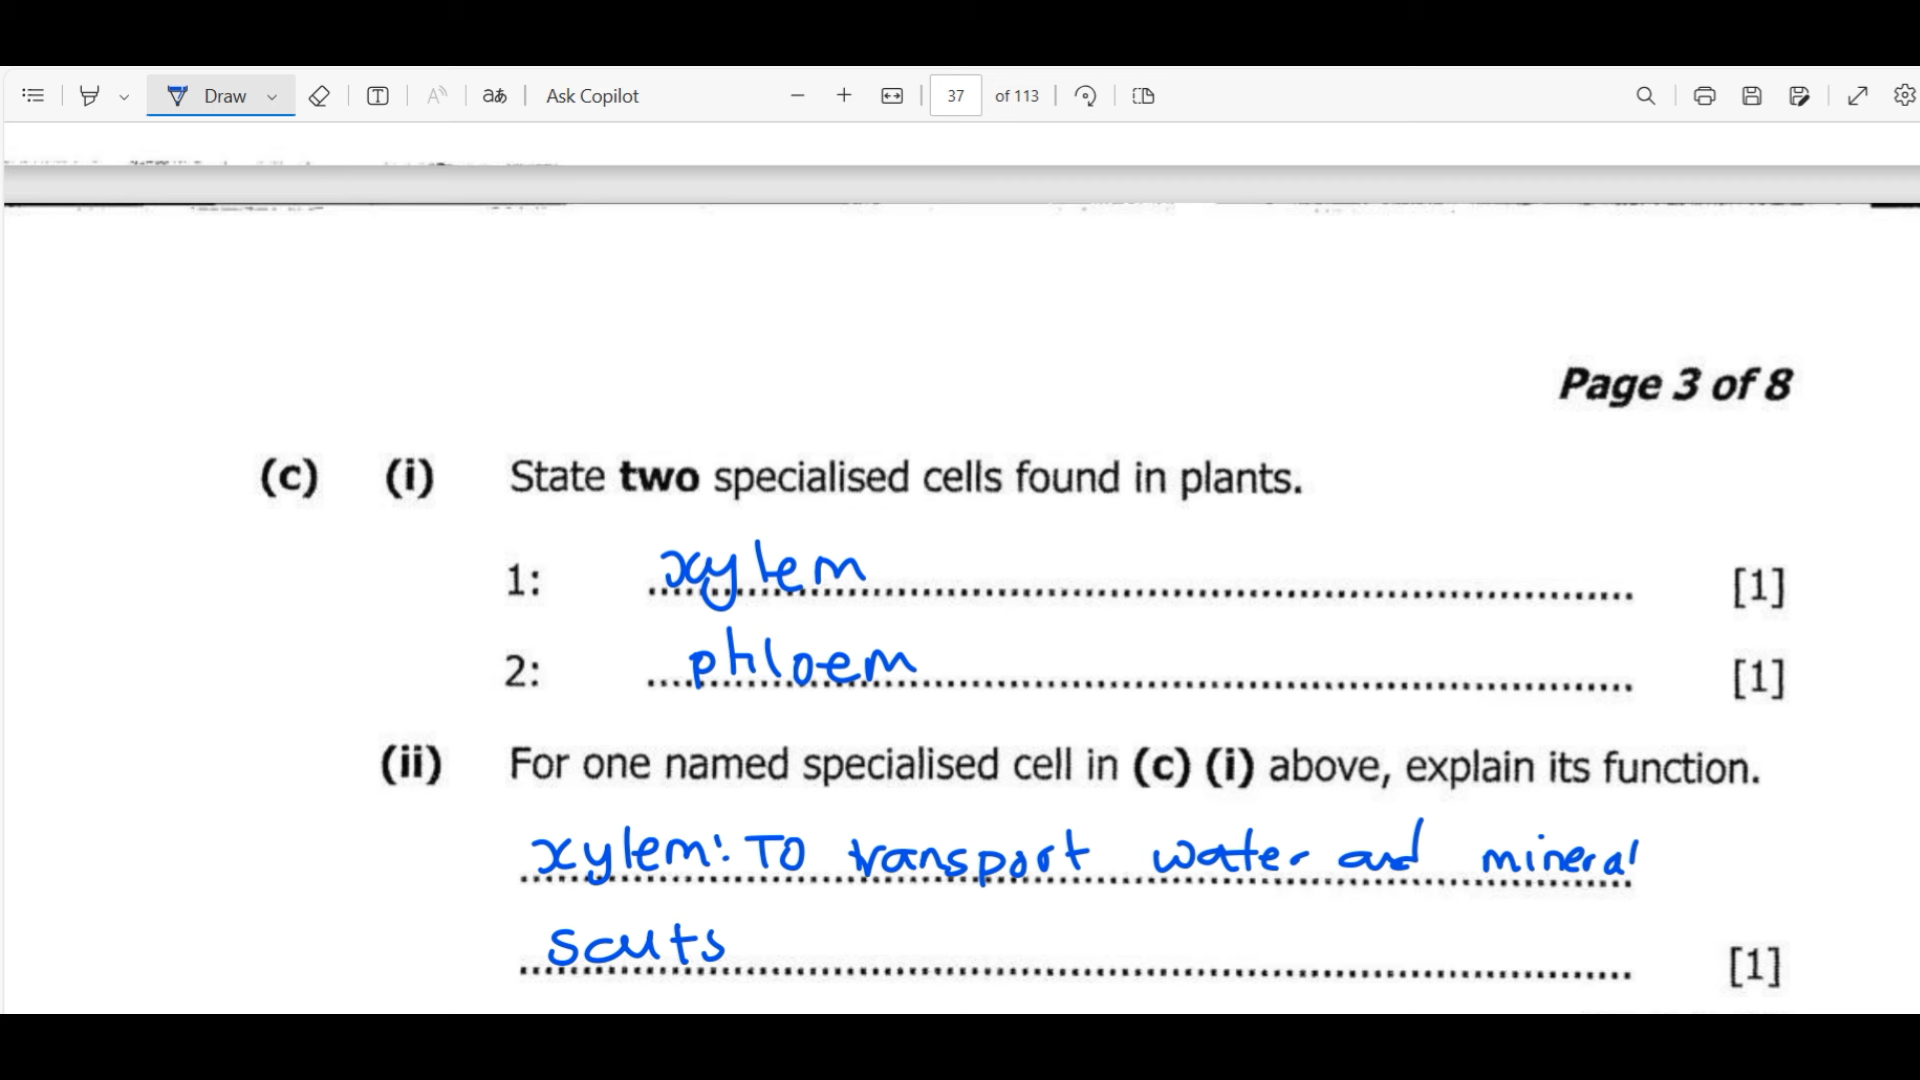 Draw Ask Copilot 37 of 113
Page 3 of 8
(c) (i) State two specialised cells found in plants.
1: xylem [1]
2: phloem [1]
(ii) For one named specialised cell in (c) (i) above, explain its function.
xylem: To transport water and mineral
salts [1]